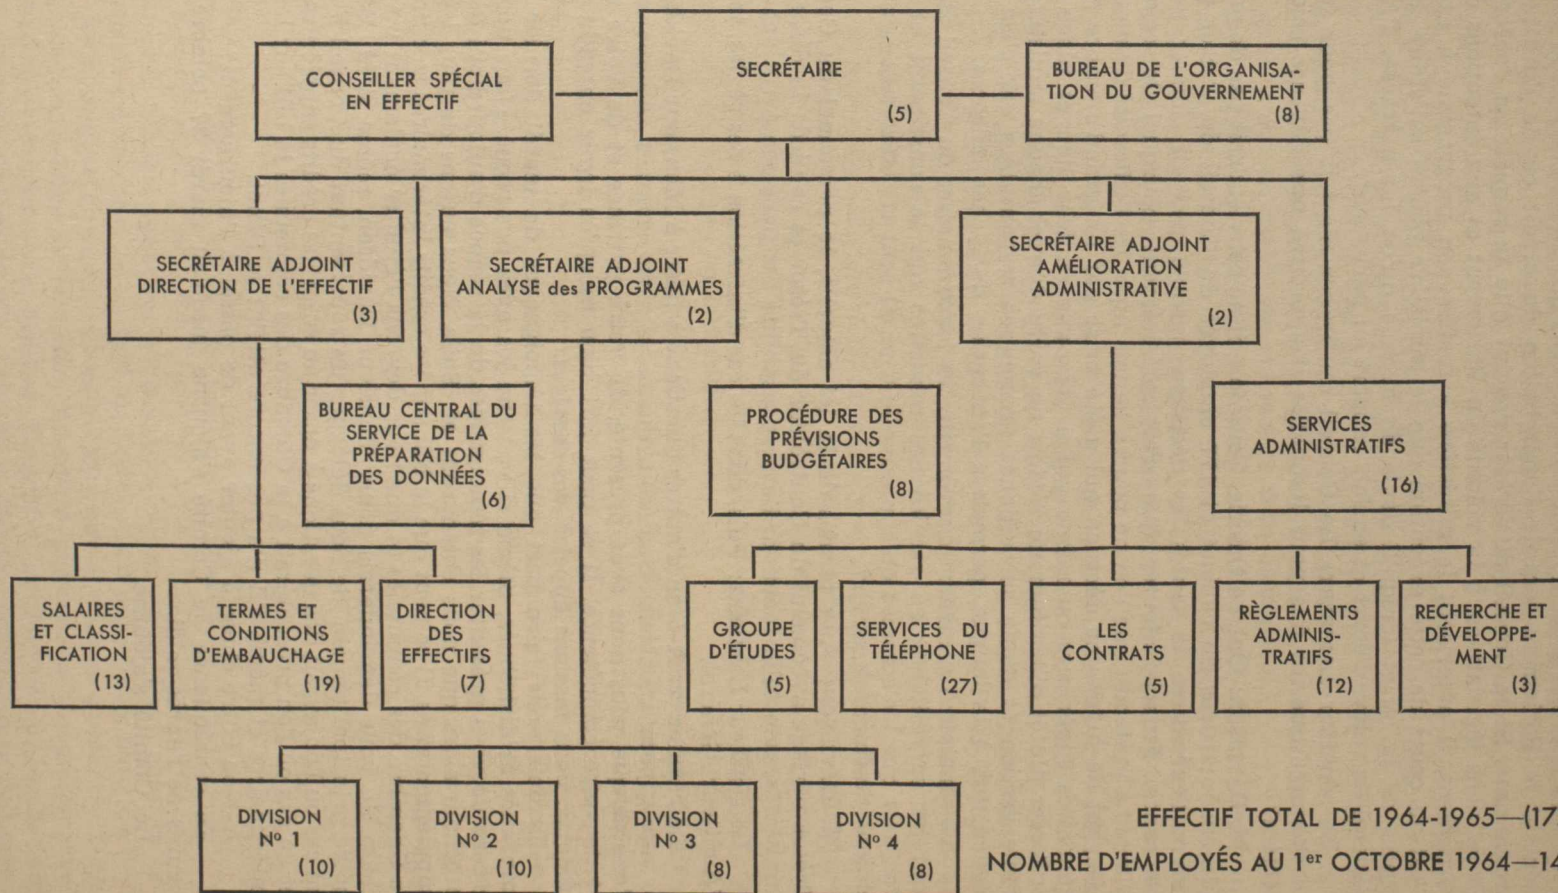 CONSEILLER SPÉCIAL
EN EFFECTIF
SECRÉTAIRE
(5)
BUREAU DE L'ORGANISA-
TION DU GOUVERNEMENT
(8)
SECRÉTAIRE ADJOINT
DIRECTION DE L'EFFECTIF
(3)
SECRÉTAIRE ADJOINT
ANALYSE des PROGRAMMES
(2)
SECRÉTAIRE ADJOINT
AMÉLIORATION
ADMINISTRATIVE
(2)
BUREAU CENTRAL DU
SERVICE DE LA
PRÉPARATION
DES DONNÉES
(6)
PROCÉDURE DES
PRÉVISIONS
BUDGÉTAIRES
(8)
SERVICES
ADMINISTRATIFS
(16)
SALAIRES
ET CLASSI-
FICATION
(13)
TERMES ET
CONDITIONS
D'EMBAUCHAGE
(19)
DIRECTION
DES
EFFECTIFS
(7)
GROUPE
D'ÉTUDES
(5)
SERVICES DU
TÉLÉPHONE
(27)
LES
CONTRATS
(5)
RÈGLEMENTS
ADMINIS-
TRATIFS
(12)
RECHERCHE ET
DÉVELOPPE-
MENT
(3)
DIVISION
Nº 1
(10)
DIVISION
Nº 2
(10)
DIVISION
Nº 3
(8)
DIVISION
Nº 4
(8)
EFFECTIF TOTAL DE 1964-1965—(17
NOMBRE D'EMPLOYÉS AU 1er OCTOBRE 1964—14